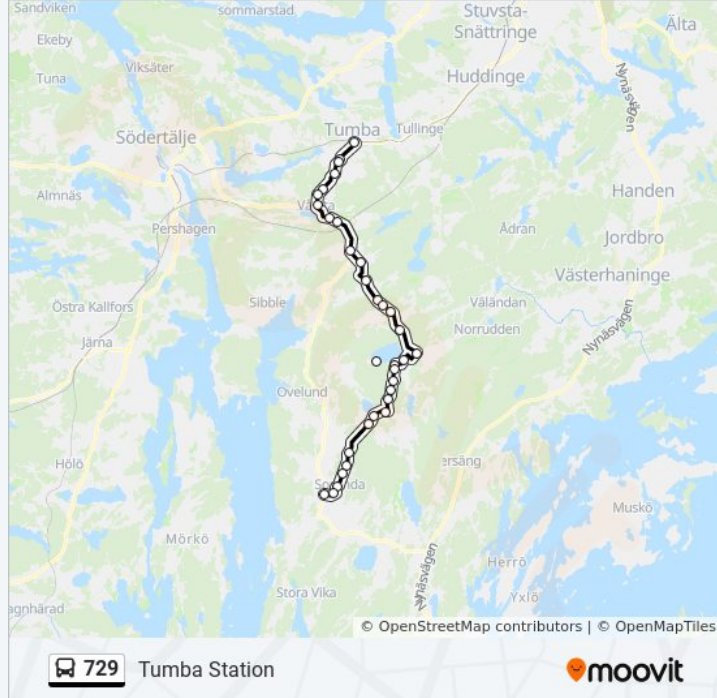 Sandviken
sommarstad
Stuvsta-
Snättringe
Älta
Ekeby
Viksäter
Tuna
Huddinge
Nynäsvägen
Södertälje
Tumba
Tullinge
Almnäs
Handen
Pershagen
Ådran
Jordbro
Västerhaninge
Östra Kallfors
Sibble
Väländan
Norrudden
Nynäsvägen
Järna
Ovelund
Hölö
ersäng
Muskö
Mörkö
Herrö
Nynäsvägen
Yxlö
agnhärad
Stora Vika
© OpenStreetMap contributors | © OpenMapTiles
729 Tumba Station
moovit